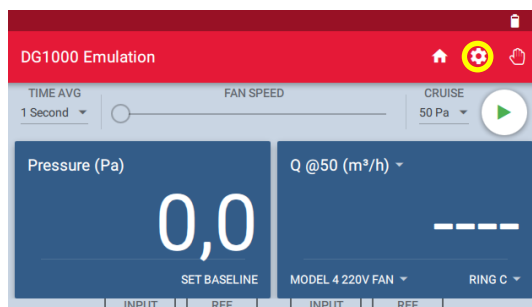 DG1000 Emulation
TIME AVG FAN SPEED CRUISE
1 Second 50 Pa
Pressure (Pa) Q @50 (m³/h)
0,0 ----
SET BASELINE MODEL 4 220V FAN RING C
INPUT REF INPUT REF